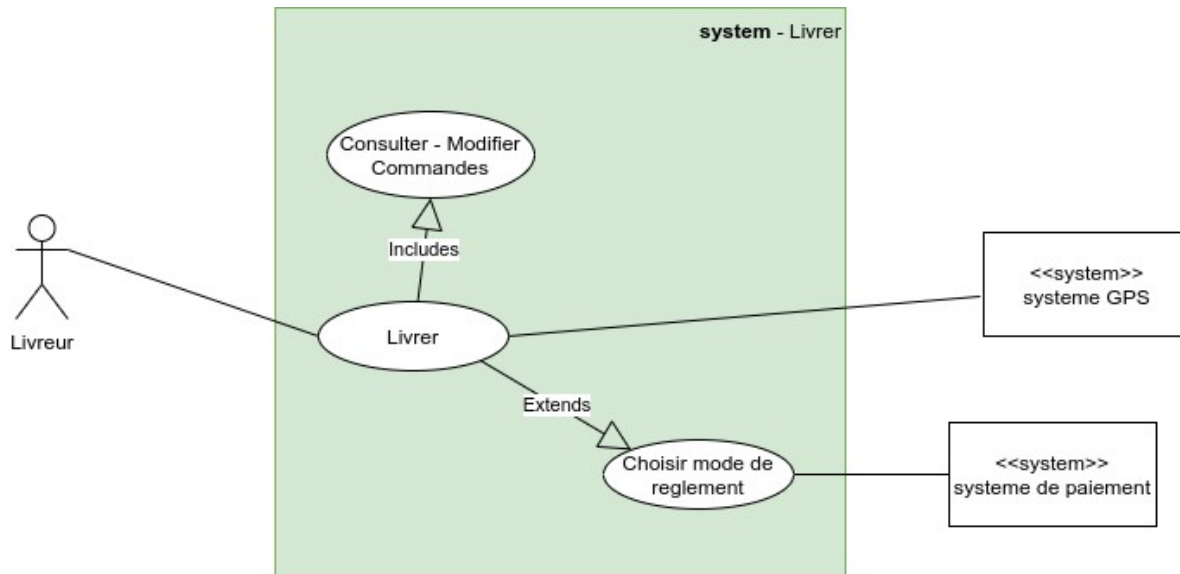 system - Livrer
Consulter - Modifier
Commandes
Includes
<<system>>
systeme GPS
Livreur
Livrer
Extends
Choisir mode de
reglement
<<system>>
systeme de paiement